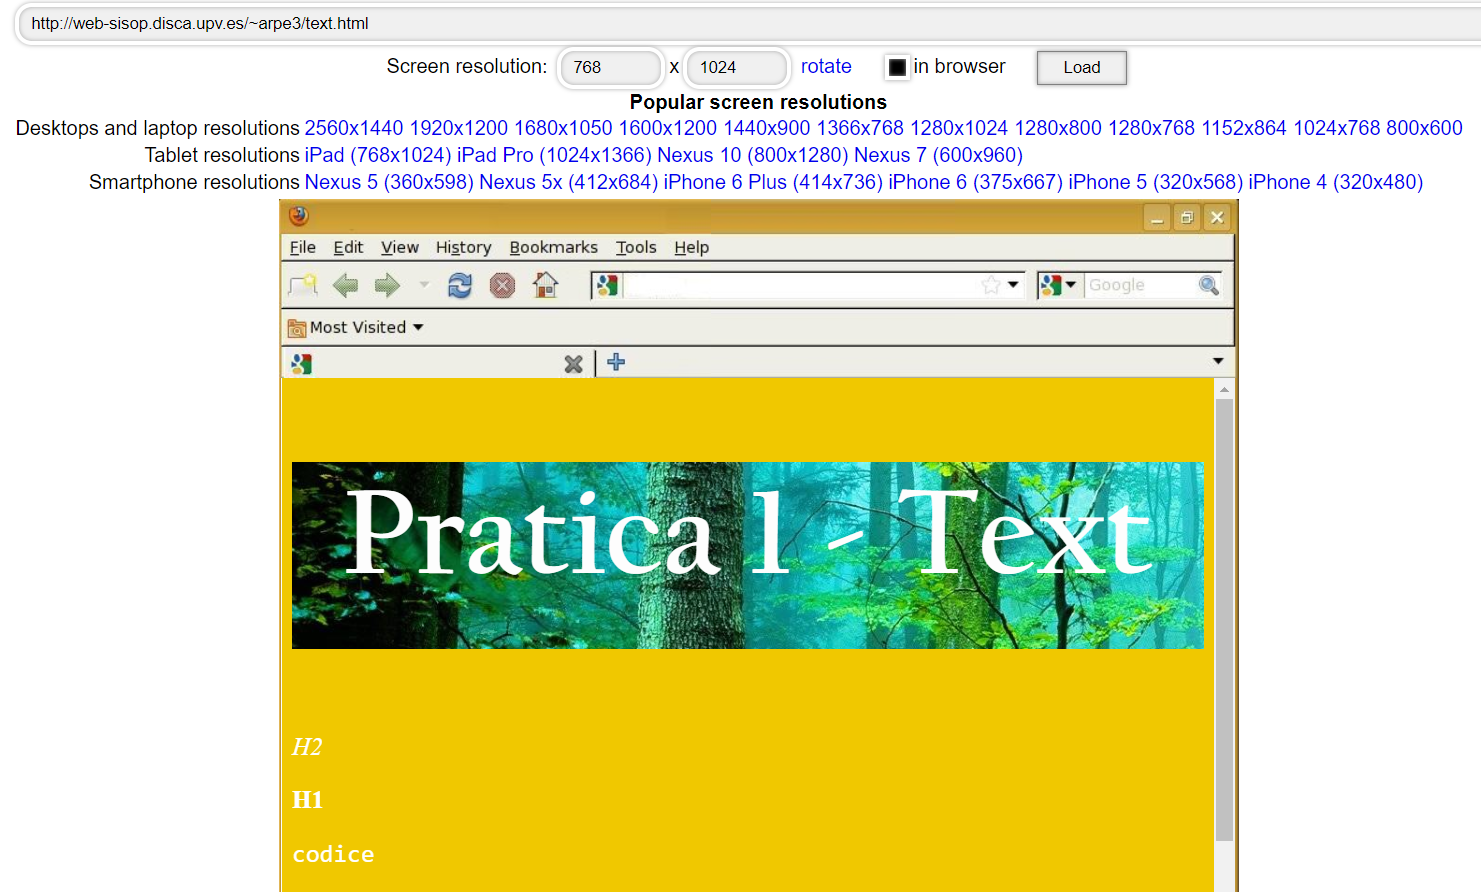 http://web-sisop.disca.upv.es/~arpe3/text.html
Screen resolution: 768 x 1024 rotate in browser Load
Popular screen resolutions
Desktops and laptop resolutions 2560x1440 1920x1200 1680x1050 1600x1200 1440x900 1366x768 1280x1024 1280x800 1280x768 1152x864 1024x768 800x600
Tablet resolutions iPad (768x1024) iPad Pro (1024x1366) Nexus 10 (800x1280) Nexus 7 (600x960)
Smartphone resolutions Nexus 5 (360x598) Nexus 5x (412x684) iPhone 6 Plus (414x736) iPhone 6 (375x667) iPhone 5 (320x568) iPhone 4 (320x480)
File Edit View History Bookmarks Tools Help
Google
Most Visited
Pratica 1 - Text
H2
H1
codice